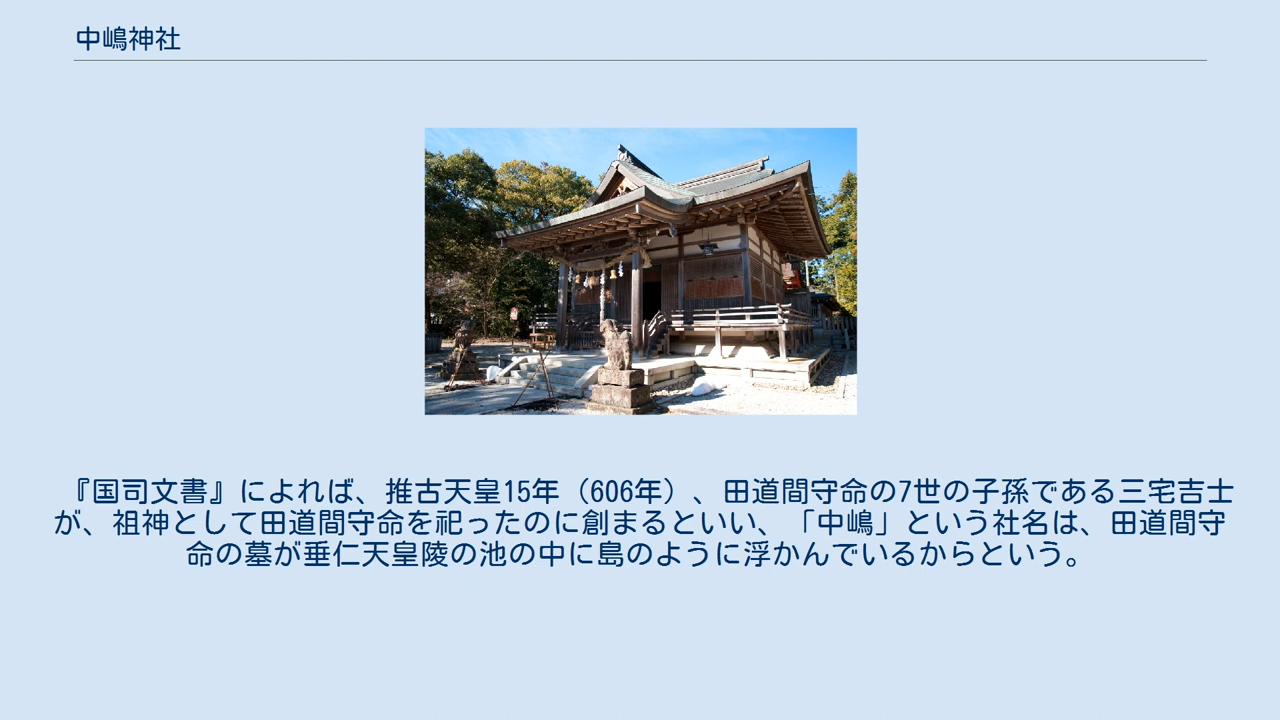 中嶋神社
『国司文書』によれば、推古天皇15年（606年）、田道間守命の7世の子孫である三宅吉士
が、祖神として田道間守命を祀ったのに創まるといい、「中嶋」という社名は、田道間守
命の墓が垂仁天皇陵の池の中に島のように浮かんでいるからという。